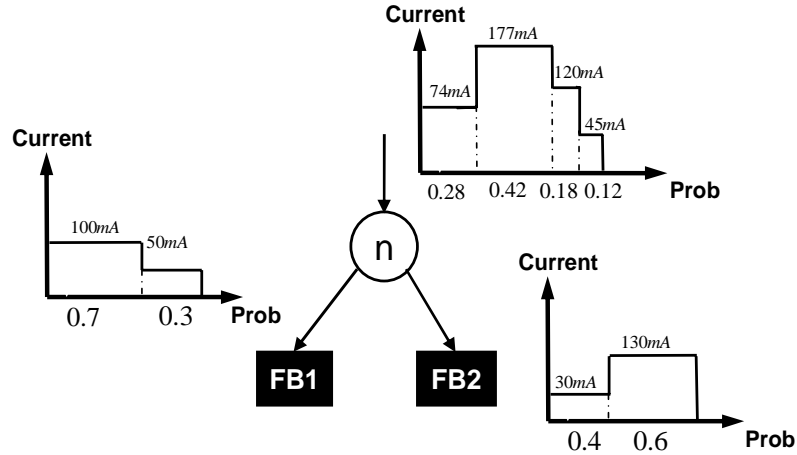 Current
177mA
120mA
74mA
45mA
0.28 0.42 0.18 0.12
Prob
Current
100mA
50mA
0.7 0.3
Prob
n
FB1
FB2
Current
130mA
30mA
0.4 0.6
Prob